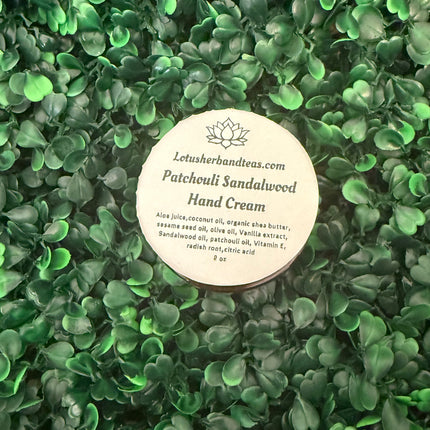 Lotusherbandteas.com
Patchouli Sandalwood
Hand Cream
Aloe juice,coconut oil, organic shea butter,
sesame seed oil, olive oil, Vanilla extract,
Sandalwood oil, patchouli oil, Vitamin E,
radish root,citric acid
2 oz